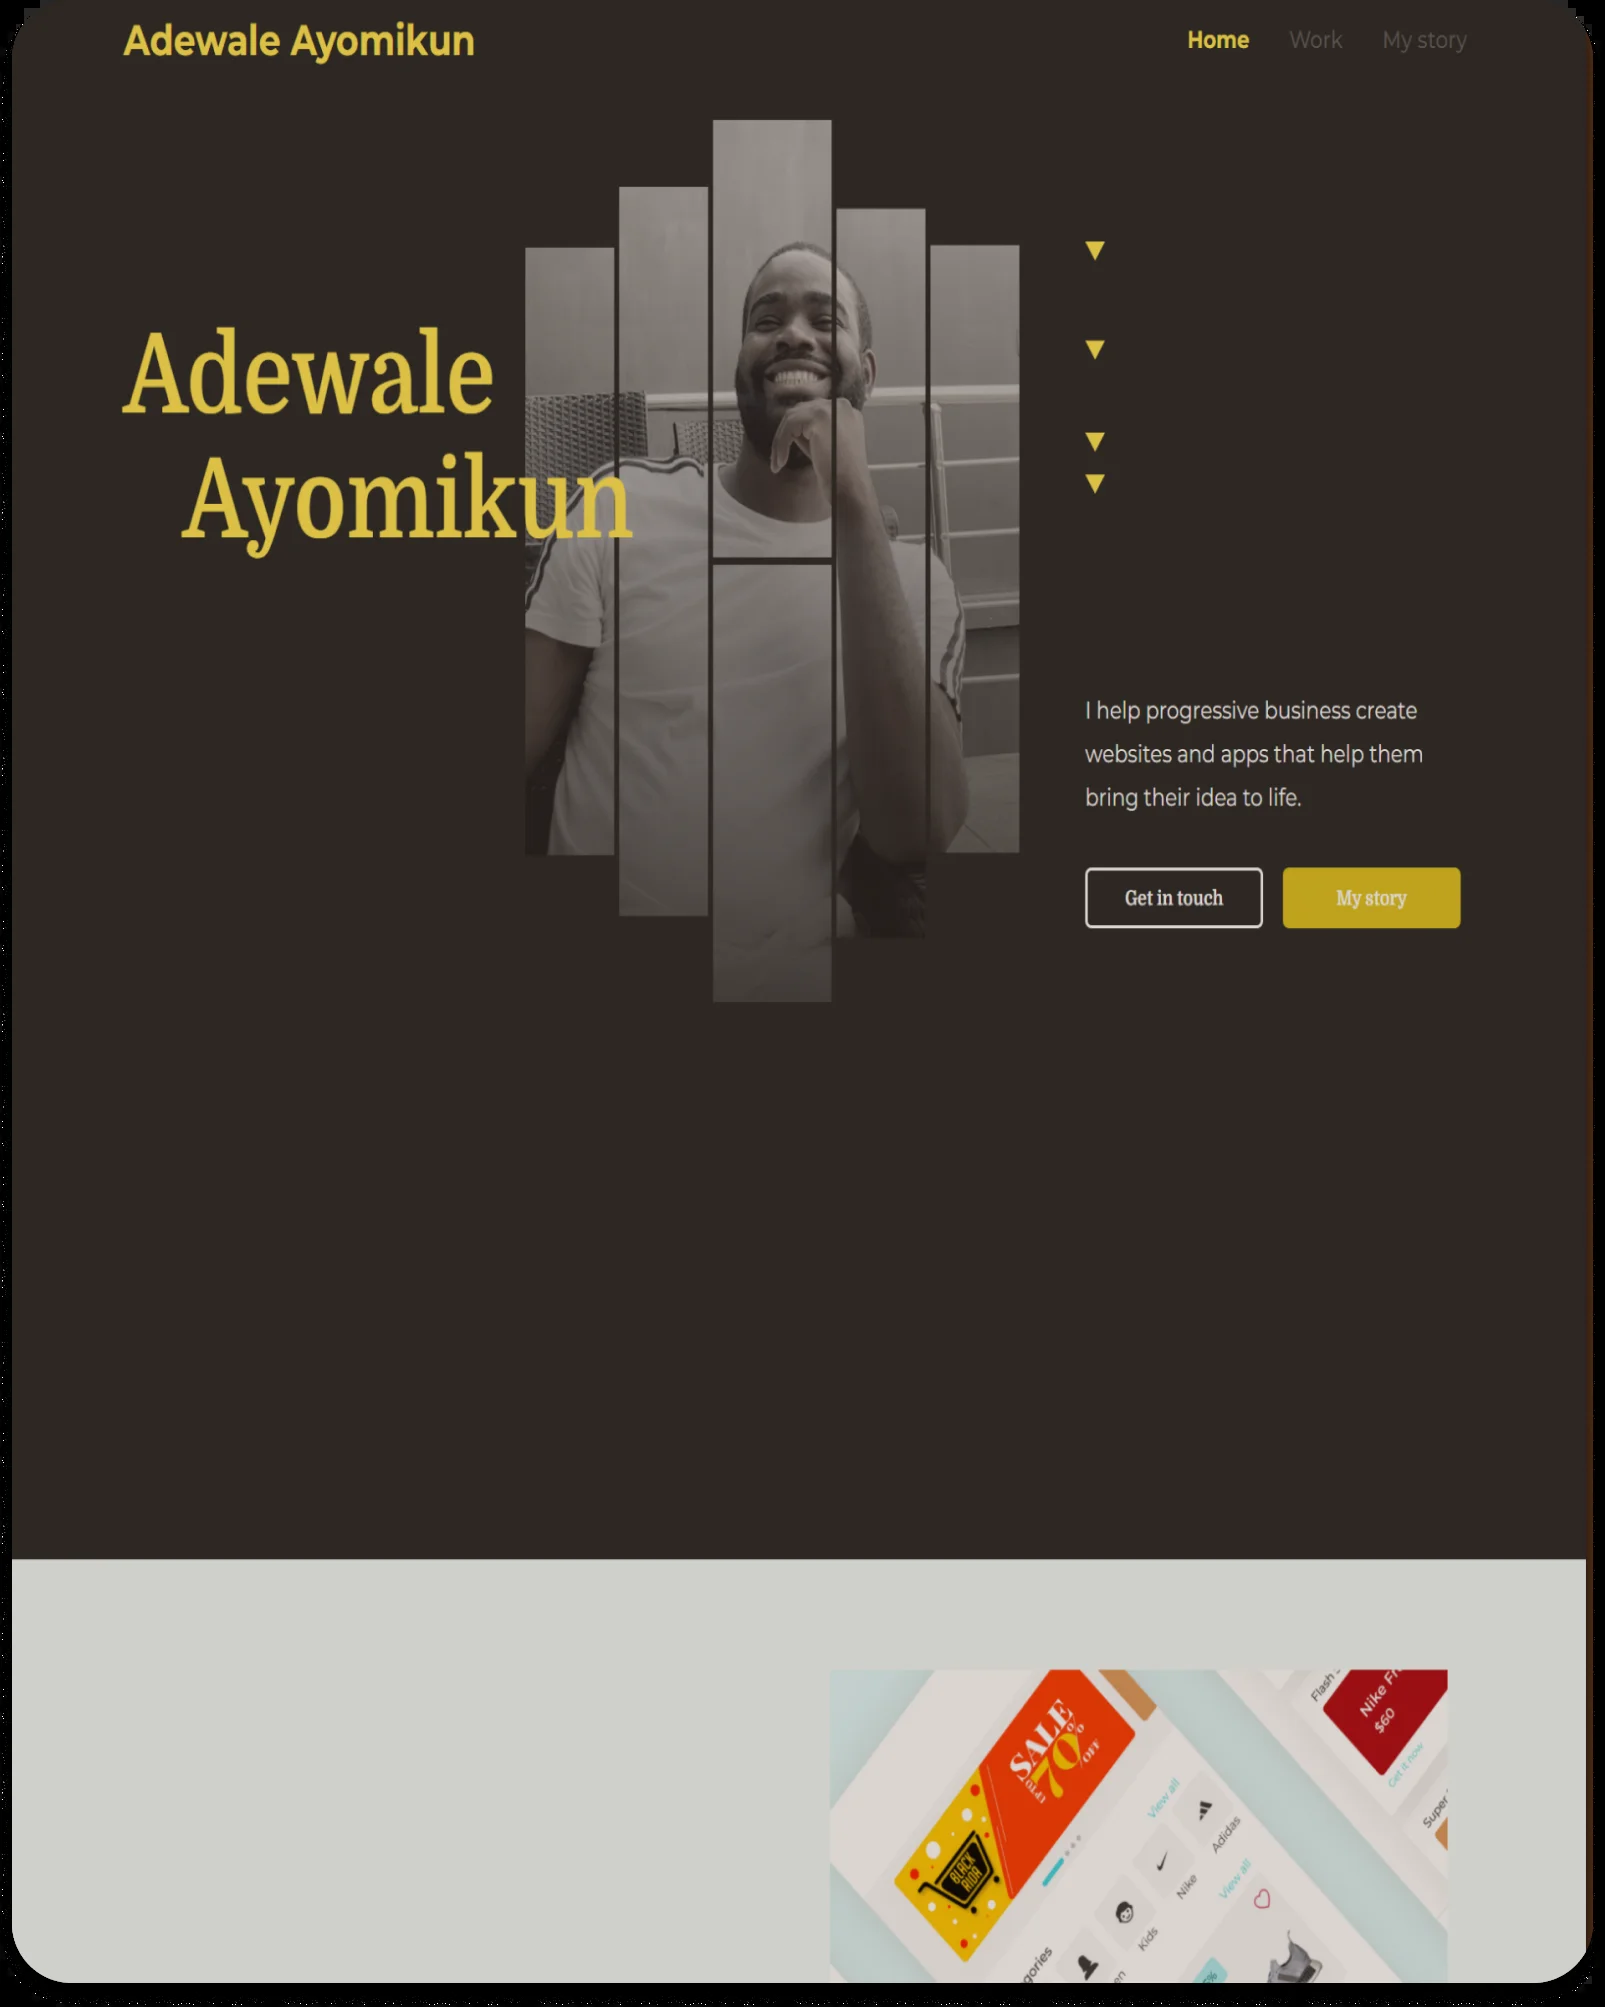 Adewale Ayomikun
Home Work My story
Adewale
Ayomikun
I help progressive business create
websites and apps that help them
bring their idea to life.
Get in touch
My story
SALE
UP TO
70%
OFF
BLACK
View all
Adidas
Nike
Kids
View all
Flash
$60
Nike
Get it now
Super